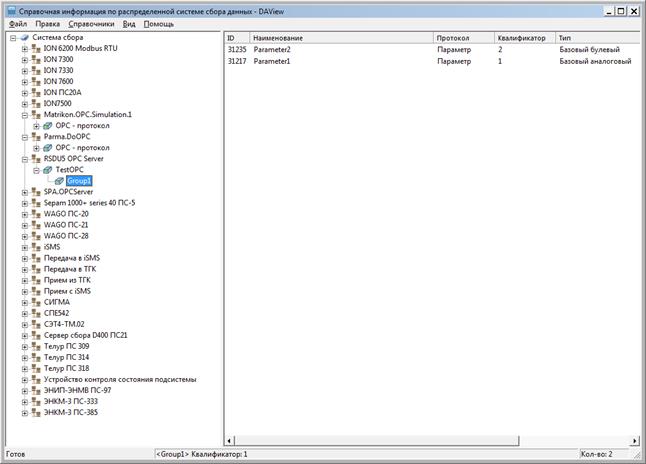 Справочная информация по распределенной системе сбора данных - DAView
Файл Правка Справочники Вид Помощь
Система сбора
ION 6200 Modbus RTU
ION 7300
ION 7330
ION 7600
ION ПС20А
ION7500
Matrikon.OPC.Simulation.1
OPC - протокол
Parma.DoOPC
OPC - протокол
RSDU5 OPC Server
TestOPC
Group1
SPA.OPCServer
Sepam 1000+ series 40 ПС-5
WAGO ПС-20
WAGO ПС-21
WAGO ПС-28
iSMS
Передача в iSMS
Передача в ТГК
Прием из ТГК
Прием с iSMS
СИГМА
СПЕ542
СЭТ4-ТМ.02
Сервер сбора D400 ПС21
Телур ПС 309
Телур ПС 314
Телур ПС 318
Устройство контроля состояния подсистемы
ЭНИП-ЭНМВ ПС-97
ЭНКМ-3 ПС-333
ЭНКМ-3 ПС-385
ID Наименование Протокол Квалификатор Тип
31235 Parameter2 Параметр 2 Базовый булевый
31217 Parameter1 Параметр 1 Базовый аналоговый
Готов <Group1> Квалификатор: 1 Кол-во: 2